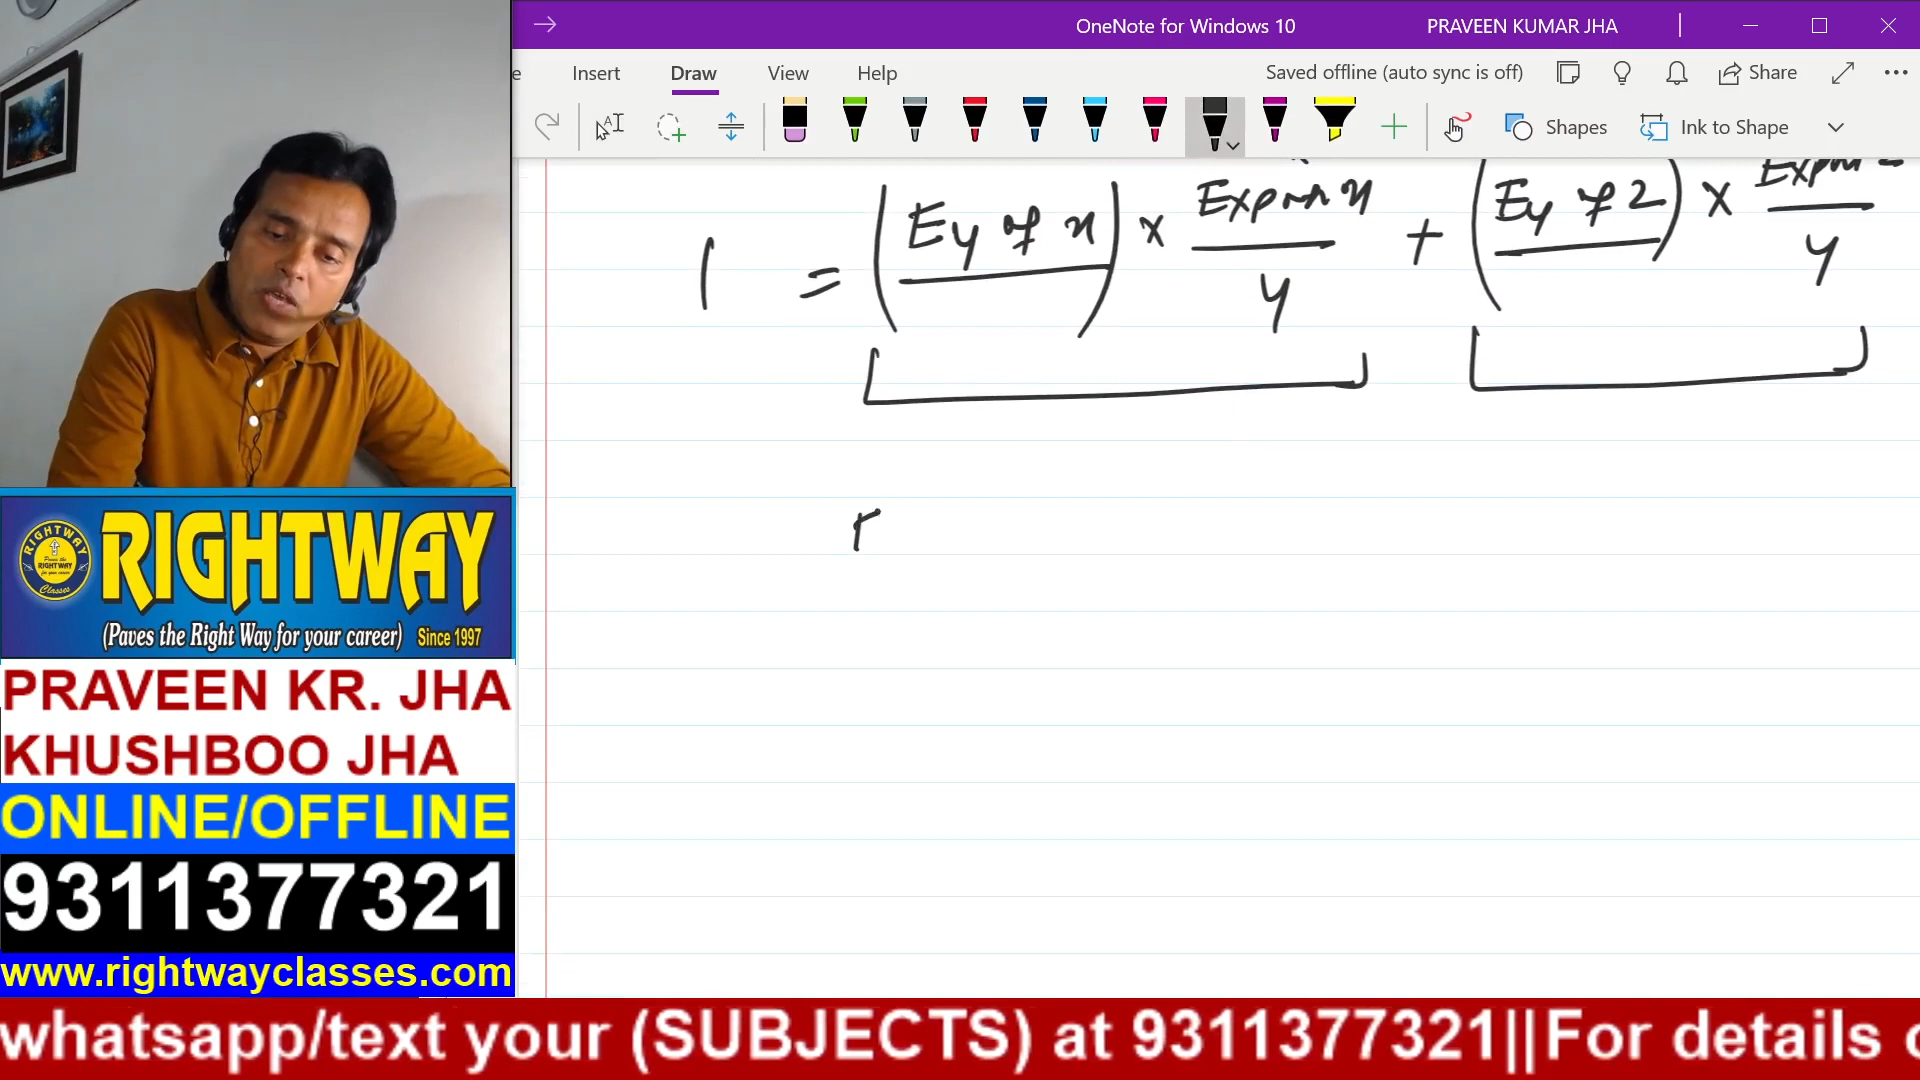 OneNote for Windows 10
PRAVEEN KUMAR JHA
Insert Draw View Help
Saved offline (auto sync is off)
Share
Shapes
Ink to Shape
1 = (Ey of x) × Expn on x / y + (Ey of 2) × / y
r
RIGHTWAY
(Paves the Right Way for your career) Since 1997
RIGHTWAY
Classes
PRAVEEN KR. JHA
KHUSHBOO JHA
ONLINE/OFFLINE
9311377321
www.rightwayclasses.com
whatsapp/text your (SUBJECTS) at 9311377321||For details